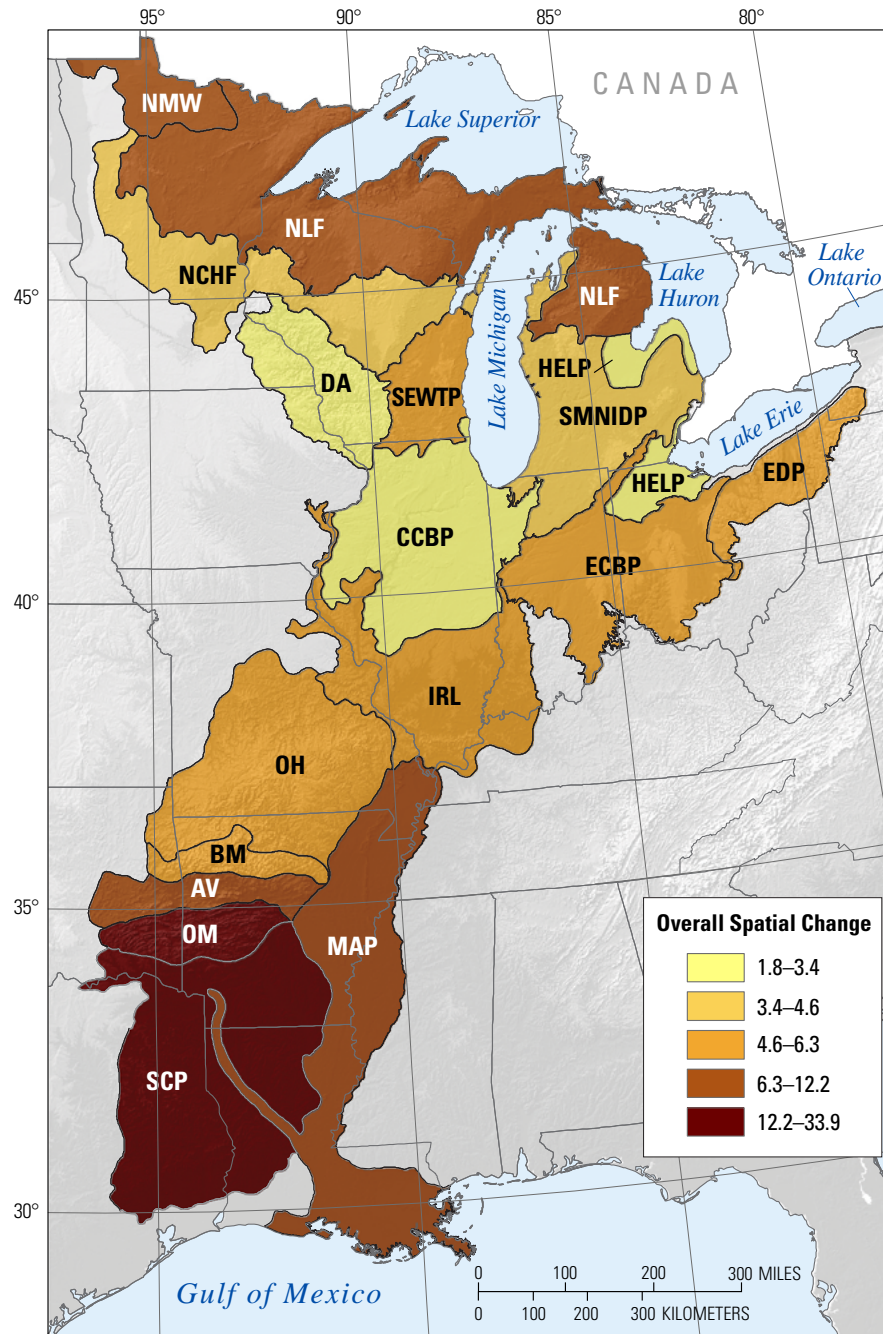 95°
90°
85°
80°
CANADA
NMW
Lake Superior
NLF
NCHF
Lake Michigan
NLF
Lake
Huron
Lake
Ontario
45°
HELP
DA
SEWTP
SMNIDP
Lake Erie
HELP
EDP
CCBP
ECBP
40°
IRL
OH
BM
AV
35°
OM
MAP
SCP
30°
Overall Spatial Change
1.8–3.4
3.4–4.6
4.6–6.3
6.3–12.2
12.2–33.9
Gulf of Mexico
0 100 200 300 MILES
0 100 200 300 KILOMETERS